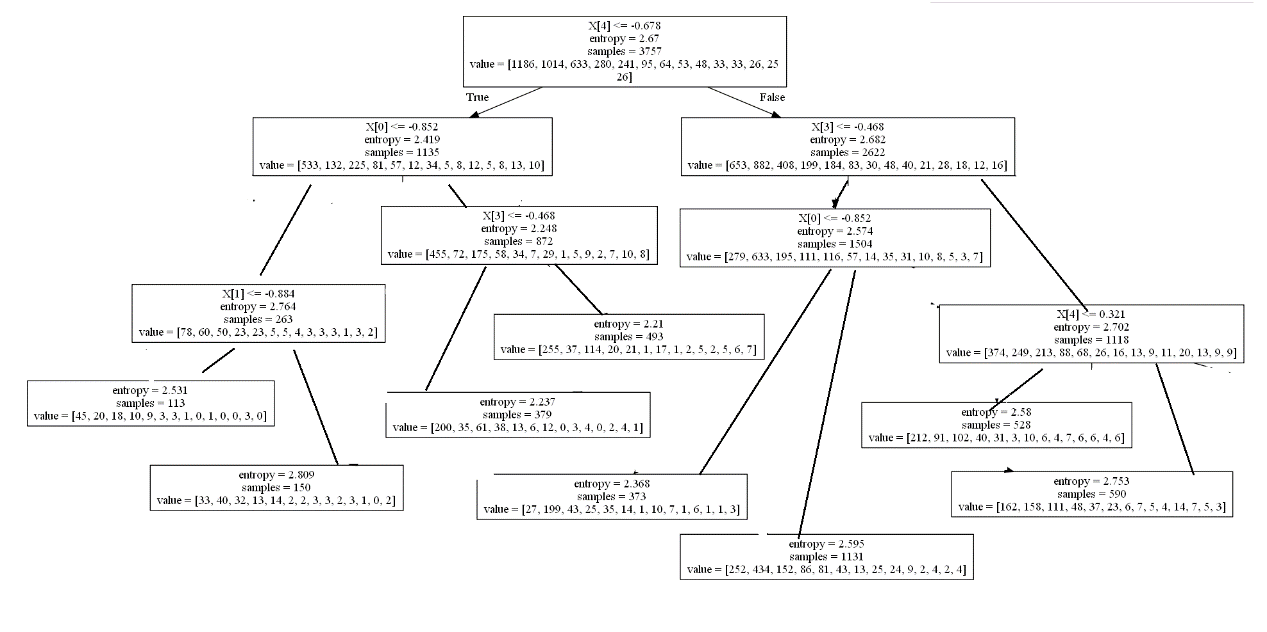 X[4] <= -0.678
entropy = 2.67
samples = 3757
value = [1186, 1014, 633, 280, 241, 95, 64, 53, 48, 33, 33, 26, 25
26]
True
False
X[0] <= -0.852
entropy = 2.419
samples = 1135
value = [533, 132, 225, 81, 57, 12, 34, 5, 8, 12, 5, 8, 13, 10]
X[3] <= -0.468
entropy = 2.682
samples = 2622
value = [653, 882, 408, 199, 184, 83, 30, 48, 40, 21, 28, 18, 12, 16]
X[3] <= -0.468
entropy = 2.248
samples = 872
value = [455, 72, 175, 58, 34, 7, 29, 1, 5, 9, 2, 7, 10, 8]
X[0] <= -0.852
entropy = 2.574
samples = 1504
value = [279, 633, 195, 111, 116, 57, 14, 35, 31, 10, 8, 5, 3, 7]
X[1] <= -0.884
entropy = 2.764
samples = 263
value = [78, 60, 50, 23, 23, 5, 5, 4, 3, 3, 3, 1, 3, 2]
entropy = 2.21
samples = 493
value = [255, 37, 114, 20, 21, 1, 17, 1, 2, 5, 2, 5, 6, 7]
X[4] <= 0.321
entropy = 2.702
samples = 1118
value = [374, 249, 213, 88, 68, 26, 16, 13, 9, 11, 20, 13, 9, 9]
entropy = 2.531
samples = 113
value = [45, 20, 18, 10, 9, 3, 3, 1, 0, 1, 0, 0, 3, 0]
entropy = 2.237
samples = 379
value = [200, 35, 61, 38, 13, 6, 12, 0, 3, 4, 0, 2, 4, 1]
entropy = 2.58
samples = 528
value = [212, 91, 102, 40, 31, 3, 10, 6, 4, 7, 6, 6, 4, 6]
entropy = 2.809
samples = 150
value = [33, 40, 32, 13, 14, 2, 2, 3, 3, 2, 3, 1, 0, 2]
entropy = 2.368
samples = 373
value = [27, 199, 43, 25, 35, 14, 1, 10, 7, 1, 6, 1, 1, 3]
entropy = 2.753
samples = 590
value = [162, 158, 111, 48, 37, 23, 6, 7, 5, 4, 14, 7, 5, 3]
entropy = 2.595
samples = 1131
value = [252, 434, 152, 86, 81, 43, 13, 25, 24, 9, 2, 4, 2, 4]